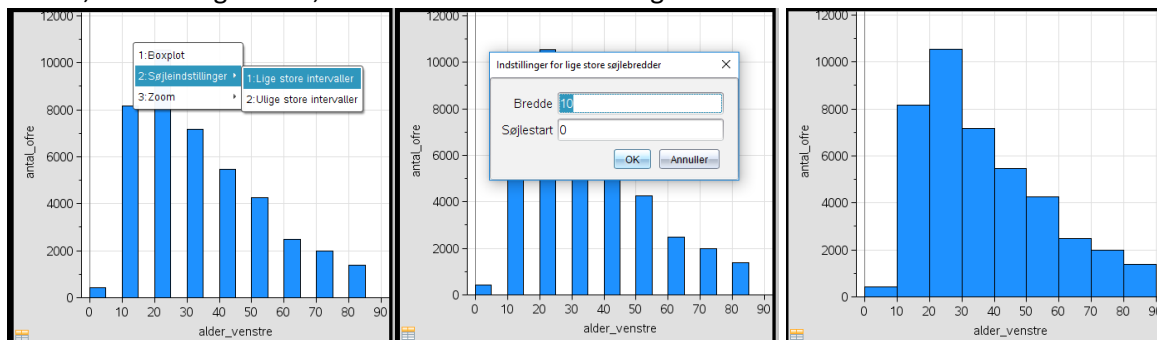 12000
10000
8000
6000
4000
2000
0
antal_ofre
1:Boxplot
2:Søjleindstillinger
3:Zoom
1:Lige store intervaller
2:Ulige store intervaller
0 10 20 30 40 50 60 70 80 90
alder_venstre
12000
10000
8000
6000
4000
2000
0
antal_ofre
Indstillinger for lige store søjlebredder
Bredde 10
Søjlestart 0
OK Annuller
0 10 20 30 40 50 60 70 80 90
alder_venstre
12000
10000
8000
6000
4000
2000
0
antal_ofre
0 10 20 30 40 50 60 70 80
alder_venstre